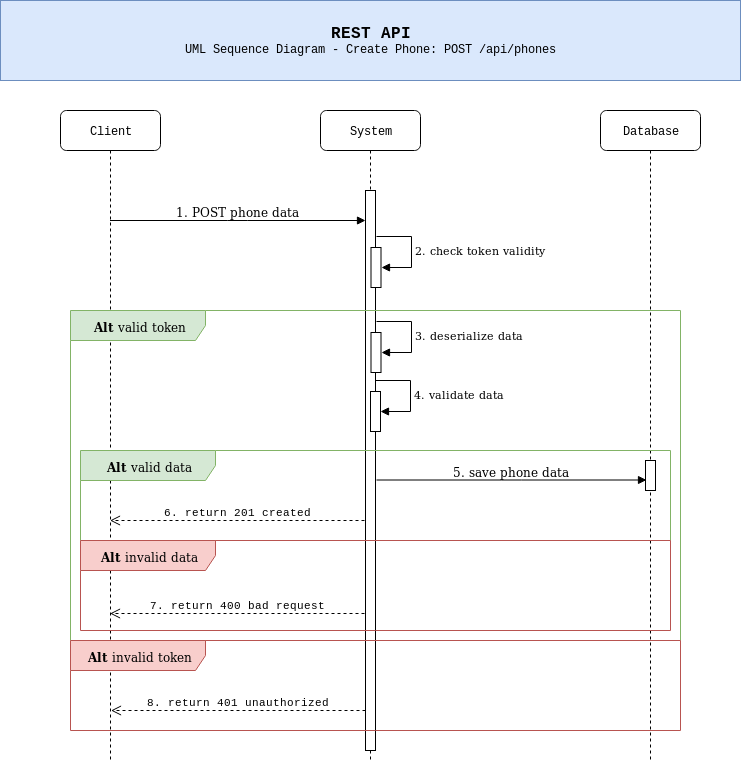 REST API
UML Sequence Diagram - Create Phone: POST /api/phones
Client
System
Database
1. POST phone data
2. check token validity
Alt valid token
3. deserialize data
4. validate data
Alt valid data
5. save phone data
6. return 201 created
Alt invalid data
7. return 400 bad request
Alt invalid token
8. return 401 unauthorized